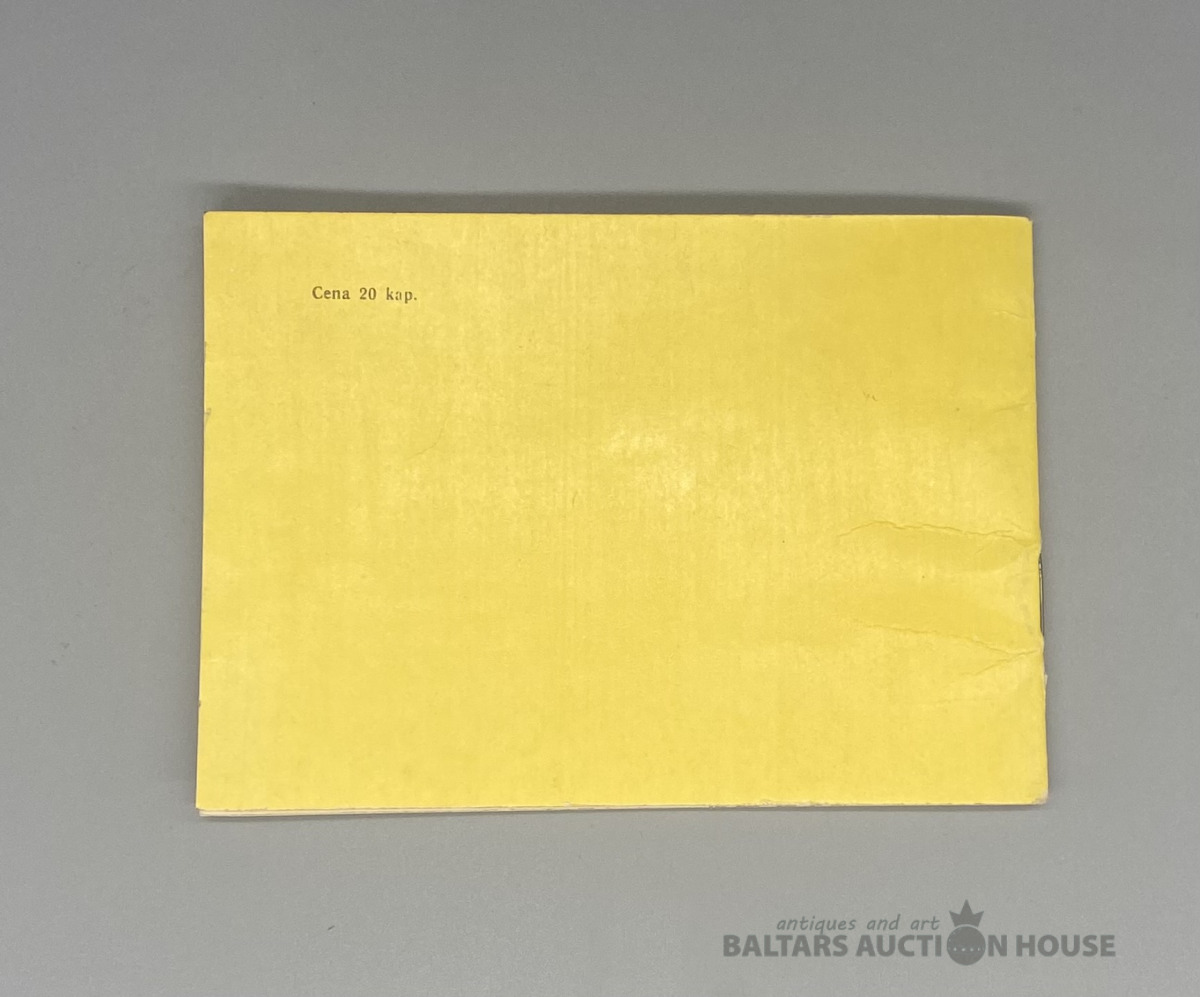 Cena 20 kap.
antiques and art
BALTARS AUCTION HOUSE